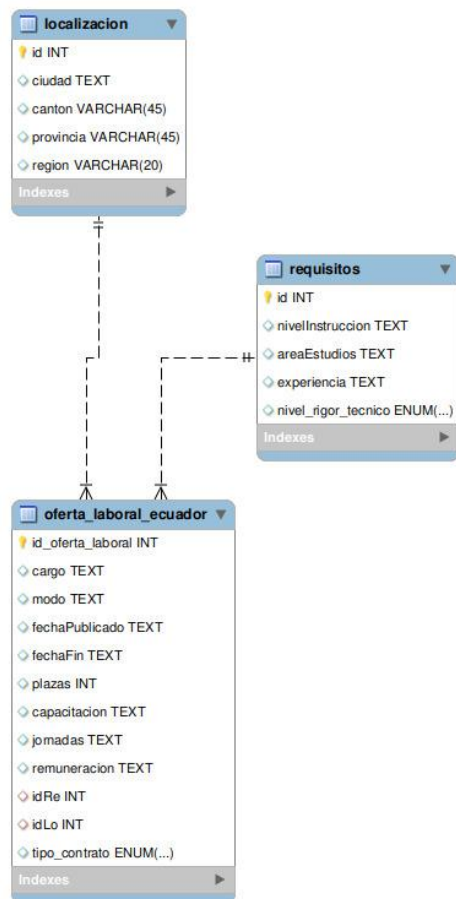 localizacion
id INT
ciudad TEXT
canton VARCHAR(45)
provincia VARCHAR(45)
region VARCHAR(20)
Indexes
requisitos
id INT
nivelInstruccion TEXT
areaEstudios TEXT
experiencia TEXT
nivel_rigor_tecnico ENUM(...)
Indexes
oferta_laboral_ecuador
id_oferta_laboral INT
cargo TEXT
modo TEXT
fechaPublicado TEXT
fechaFin TEXT
plazas INT
capacitacion TEXT
jornadas TEXT
remuneracion TEXT
idRe INT
idLo INT
tipo_contrato ENUM(...)
Indexes